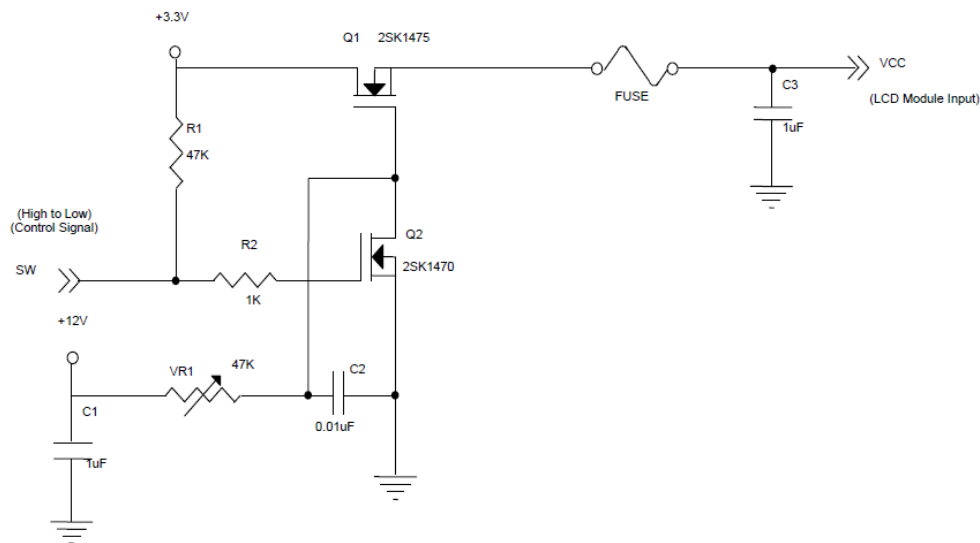 +3.3V
Q1 2SK1475
VCC
FUSE
C3
(LCD Module Input)
1uF
R1
47K
(High to Low)
(Control Signal)
SW
R2
1K
Q2
2SK1470
+12V
VR1
47K
C2
0.01uF
C1
1uF